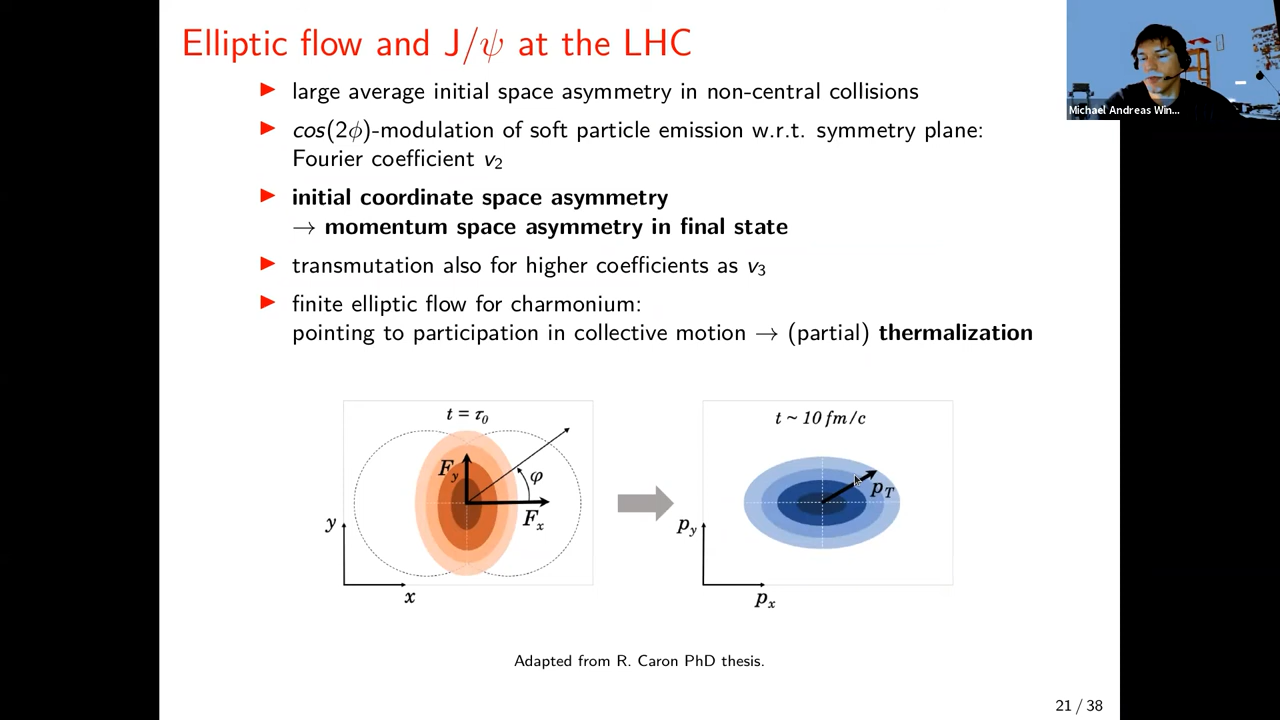 Elliptic flow and J/ψ at the LHC
Michael Andreas Win...
▶ large average initial space asymmetry in non-central collisions
▶ cos(2ϕ)-modulation of soft particle emission w.r.t. symmetry plane:
Fourier coefficient v₂
▶ initial coordinate space asymmetry
→ momentum space asymmetry in final state
▶ transmutation also for higher coefficients as v₃
▶ finite elliptic flow for charmonium:
pointing to participation in collective motion → (partial) thermalization
t = τ₀
F_y
φ
F_x
y
x
t ~ 10 fm/c
p_T
p_y
p_x
Adapted from R. Caron PhD thesis.
21 / 38